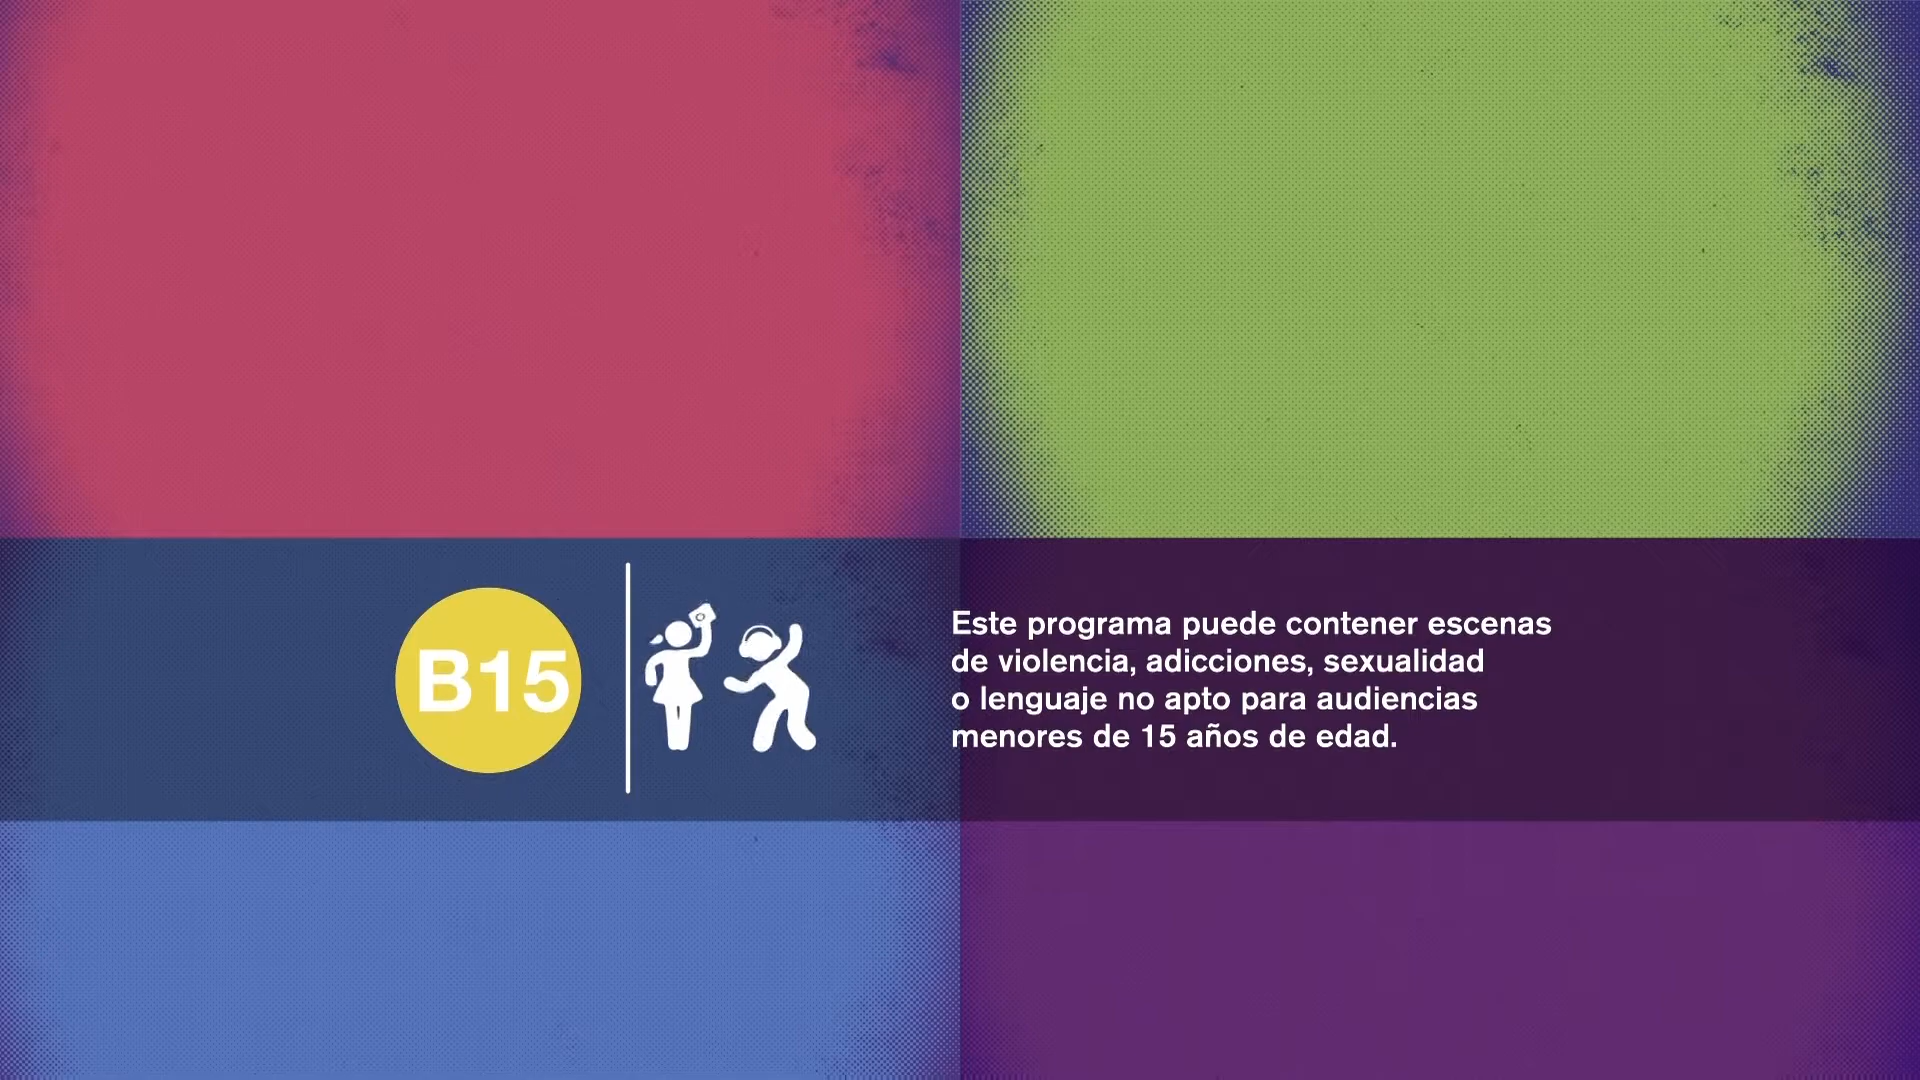 B15
Este programa puede contener escenas
de violencia, adicciones, sexualidad
o lenguaje no apto para audiencias
menores de 15 años de edad.